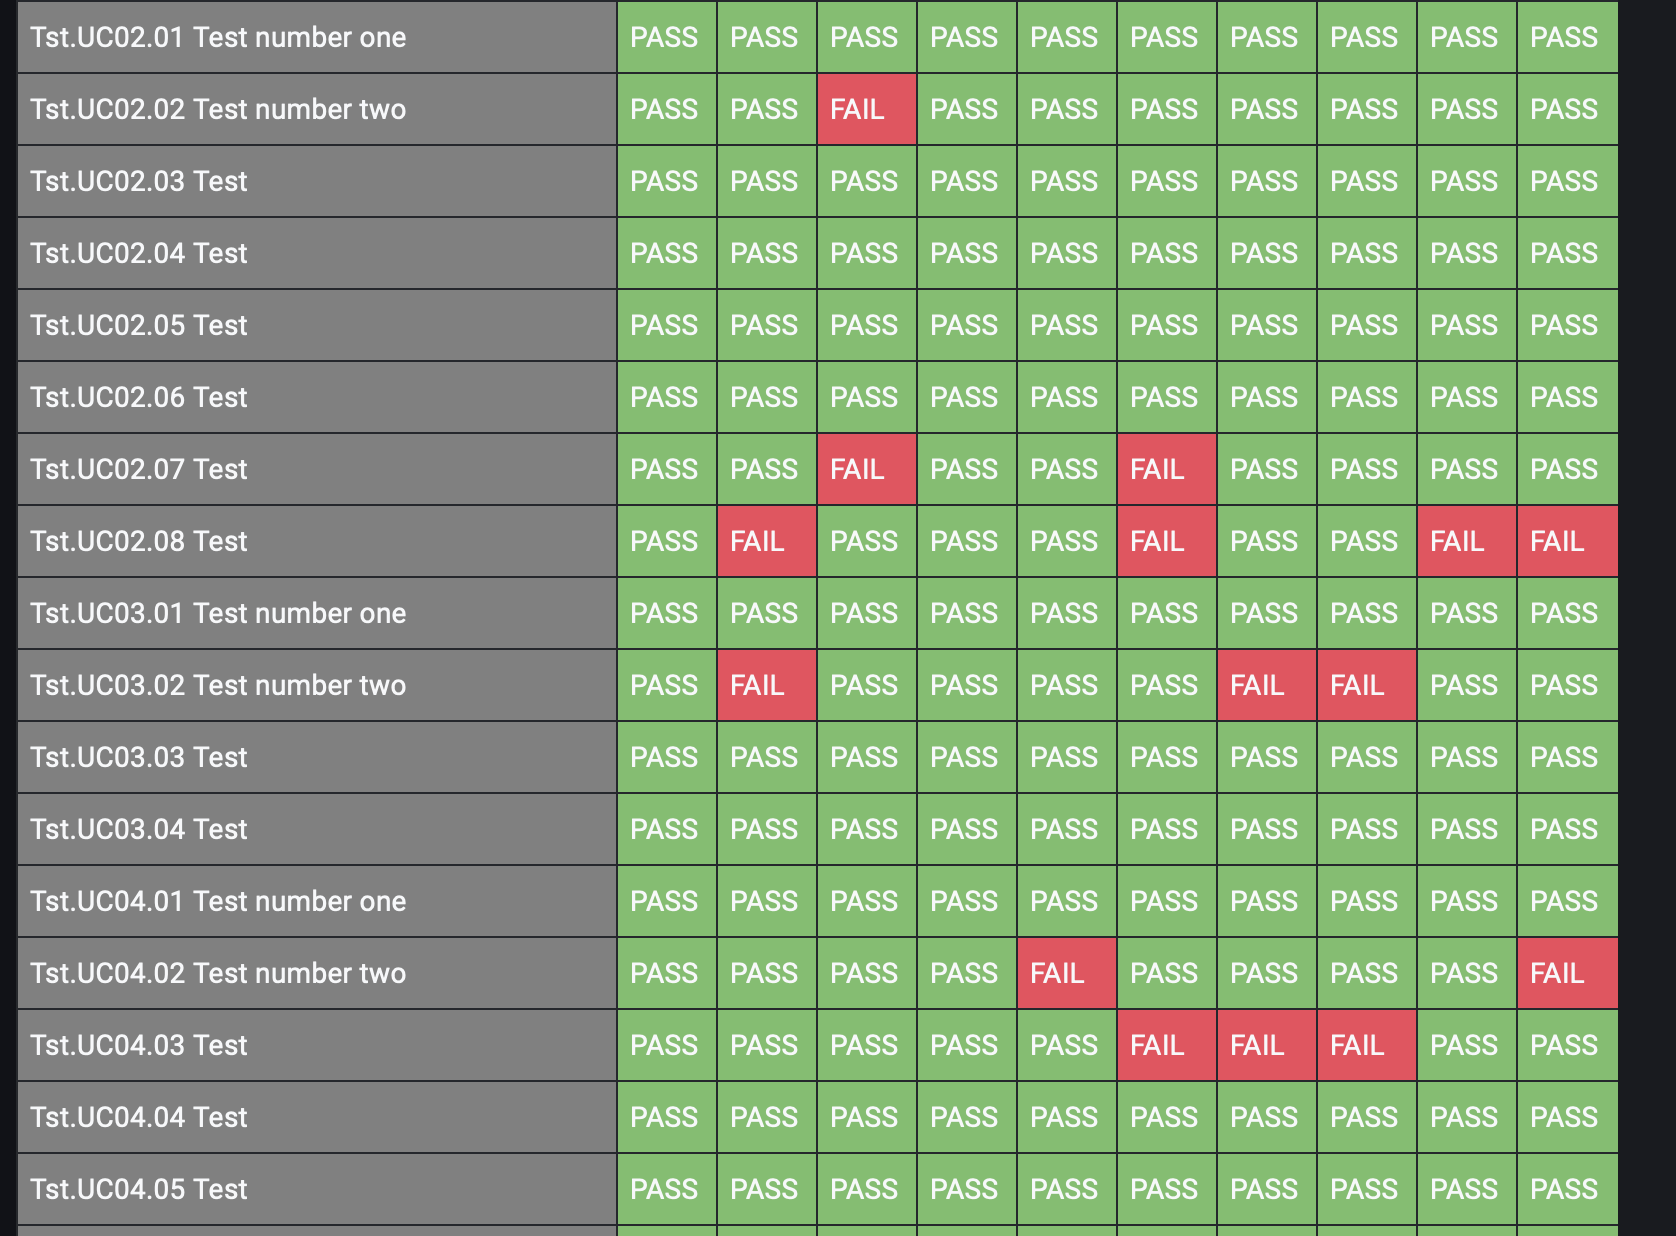 Tst.UC02.01 Test number one PASS PASS PASS PASS PASS PASS PASS PASS PASS PASS
Tst.UC02.02 Test number two PASS PASS FAIL PASS PASS PASS PASS PASS PASS PASS
Tst.UC02.03 Test PASS PASS PASS PASS PASS PASS PASS PASS PASS PASS
Tst.UC02.04 Test PASS PASS PASS PASS PASS PASS PASS PASS PASS PASS
Tst.UC02.05 Test PASS PASS PASS PASS PASS PASS PASS PASS PASS PASS
Tst.UC02.06 Test PASS PASS PASS PASS PASS PASS PASS PASS PASS PASS
Tst.UC02.07 Test PASS PASS FAIL PASS PASS FAIL PASS PASS PASS PASS
Tst.UC02.08 Test PASS FAIL PASS PASS PASS FAIL PASS PASS FAIL FAIL
Tst.UC03.01 Test number one PASS PASS PASS PASS PASS PASS PASS PASS PASS PASS
Tst.UC03.02 Test number two PASS FAIL PASS PASS PASS PASS FAIL FAIL PASS PASS
Tst.UC03.03 Test PASS PASS PASS PASS PASS PASS PASS PASS PASS PASS
Tst.UC03.04 Test PASS PASS PASS PASS PASS PASS PASS PASS PASS PASS
Tst.UC04.01 Test number one PASS PASS PASS PASS PASS PASS PASS PASS PASS PASS
Tst.UC04.02 Test number two PASS PASS PASS PASS FAIL PASS PASS PASS PASS FAIL
Tst.UC04.03 Test PASS PASS PASS PASS PASS FAIL FAIL FAIL PASS PASS
Tst.UC04.04 Test PASS PASS PASS PASS PASS PASS PASS PASS PASS PASS
Tst.UC04.05 Test PASS PASS PASS PASS PASS PASS PASS PASS PASS PASS